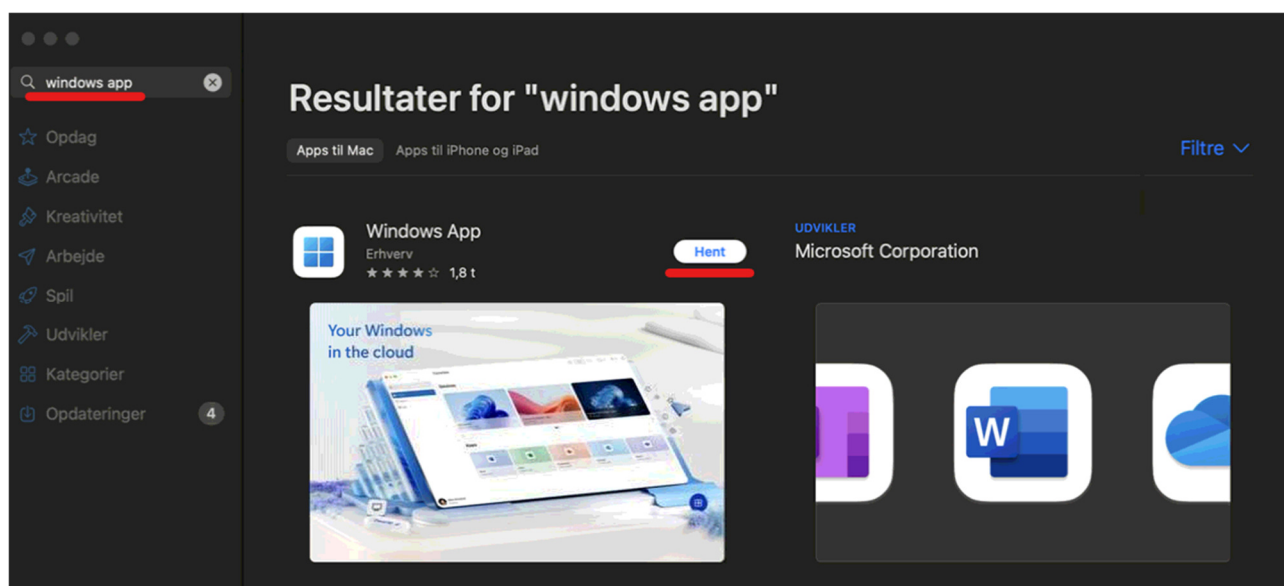 windows app
Opdag
Arcade
Kreativitet
Arbejde
Spil
Udvikler
Kategorier
Opdateringer 4
Resultater for "windows app"
Apps til Mac Apps til iPhone og iPad
Filtre
Windows App
Erhverv
1,8 t
Hent
UDVIKLER
Microsoft Corporation
Your Windows
in the cloud
W